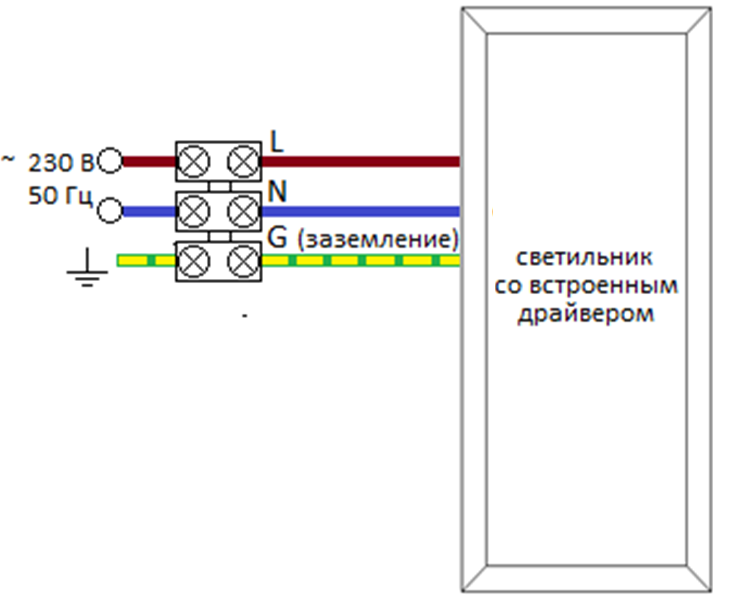 L
~ 230 В
N
50 Гц
G (заземление)
светильник
со встроенным
драйвером